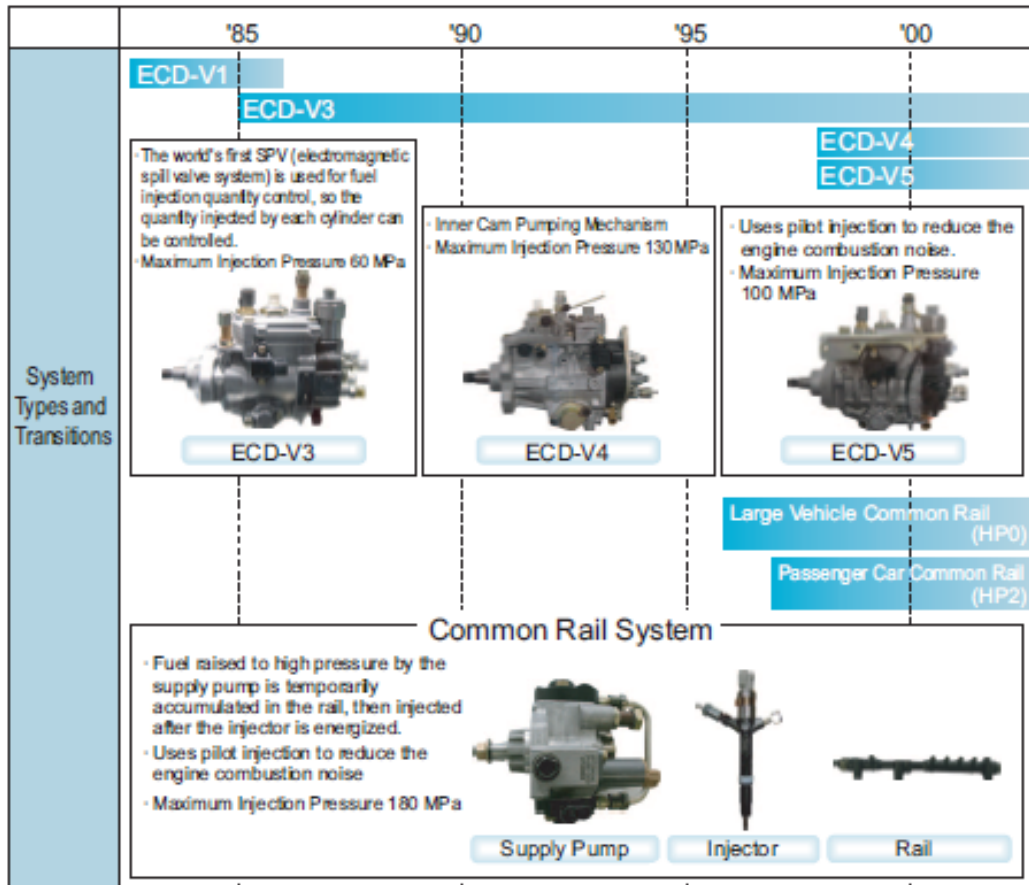 '85 '90 '95 '00
System
Types and
Transitions
ECD-V1
ECD-V3
ECD-V4
ECD-V5
· The world's first SPV (electromagnetic
spill valve system) is used for fuel
injection quantity control, so the
quantity injected by each cylinder can
be controlled.
· Maximum Injection Pressure 60 MPa
ECD-V3
· Inner Cam Pumping Mechanism
· Maximum Injection Pressure 130 MPa
ECD-V4
· Uses pilot injection to reduce the
engine combustion noise.
· Maximum Injection Pressure
100 MPa
ECD-V5
Large Vehicle Common Rail
(HP0)
Passenger Car Common Rail
(HP2)
Common Rail System
· Fuel raised to high pressure by the
supply pump is temporarily
accumulated in the rail, then injected
after the injector is energized.
· Uses pilot injection to reduce the
engine combustion noise
· Maximum Injection Pressure 180 MPa
Supply Pump
Injector
Rail